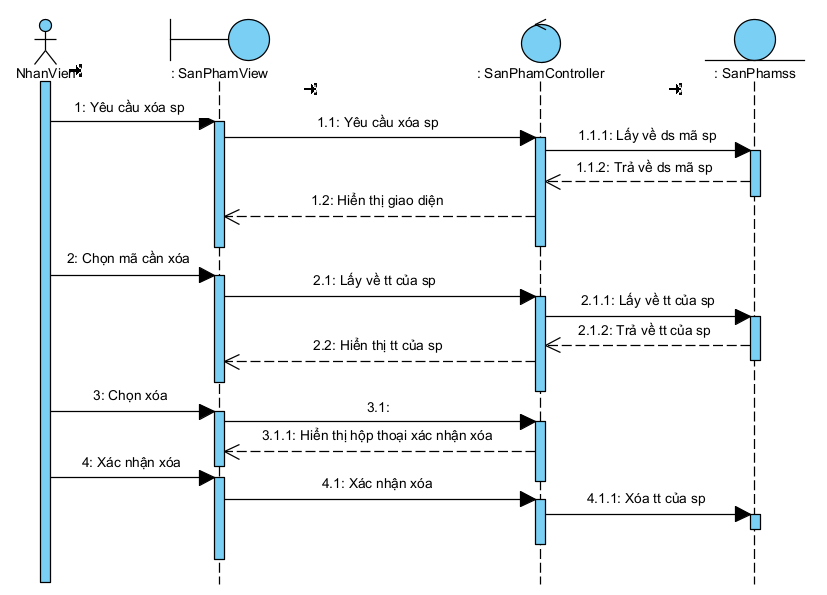 NhanVien
: SanPhamView
: SanPhamController
: SanPhamss
1: Yêu cầu xóa sp
1.1: Yêu cầu xóa sp
1.1.1: Lấy về ds mã sp
1.1.2: Trả về ds mã sp
1.2: Hiển thị giao diện
2: Chọn mã cần xóa
2.1: Lấy về tt của sp
2.1.1: Lấy về tt của sp
2.1.2: Trả về tt của sp
2.2: Hiển thị tt của sp
3: Chọn xóa
3.1:
3.1.1: Hiển thị hộp thoại xác nhận xóa
4: Xác nhận xóa
4.1: Xác nhận xóa
4.1.1: Xóa tt của sp